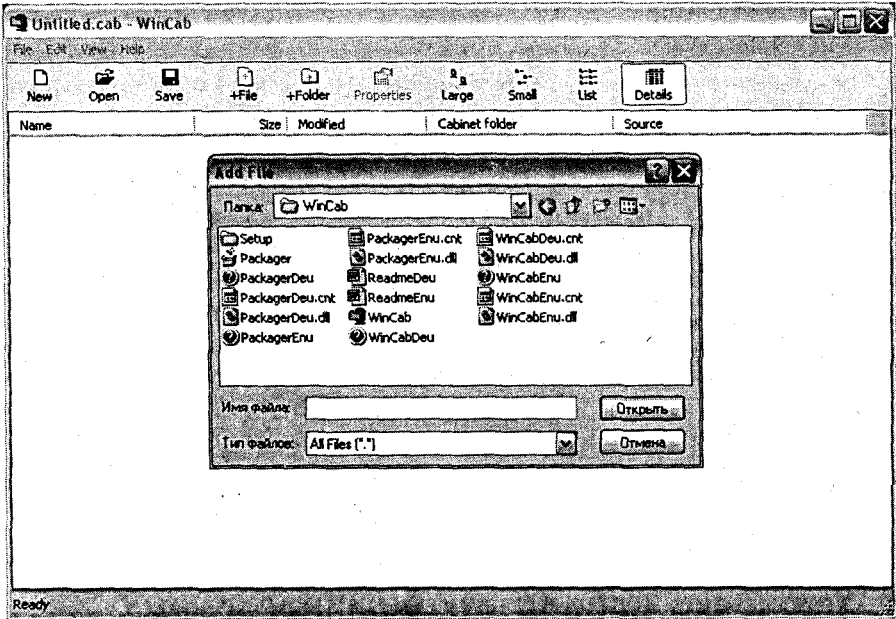 Untitled.cab - WinCab
File Edit View Help
New Open Save +File +Folder Properties Large Small List Details
Name Size Modified Cabinet folder Source
Add File
Папка: WinCab
Setup PackagerEnu.cnt WinCabDeu.cnt
Packager PackagerEnu.dll WinCabDeu.dll
PackagerDeu ReadmeDeu WinCabEnu
PackagerDeu.cnt ReadmeEnu WinCabEnu.cnt
PackagerDeu.dll WinCab WinCabEnu.dll
PackagerEnu WinCabDeu
Имя файла: Открыть
Тип файлов: All Files (*.*) Отмена
Ready